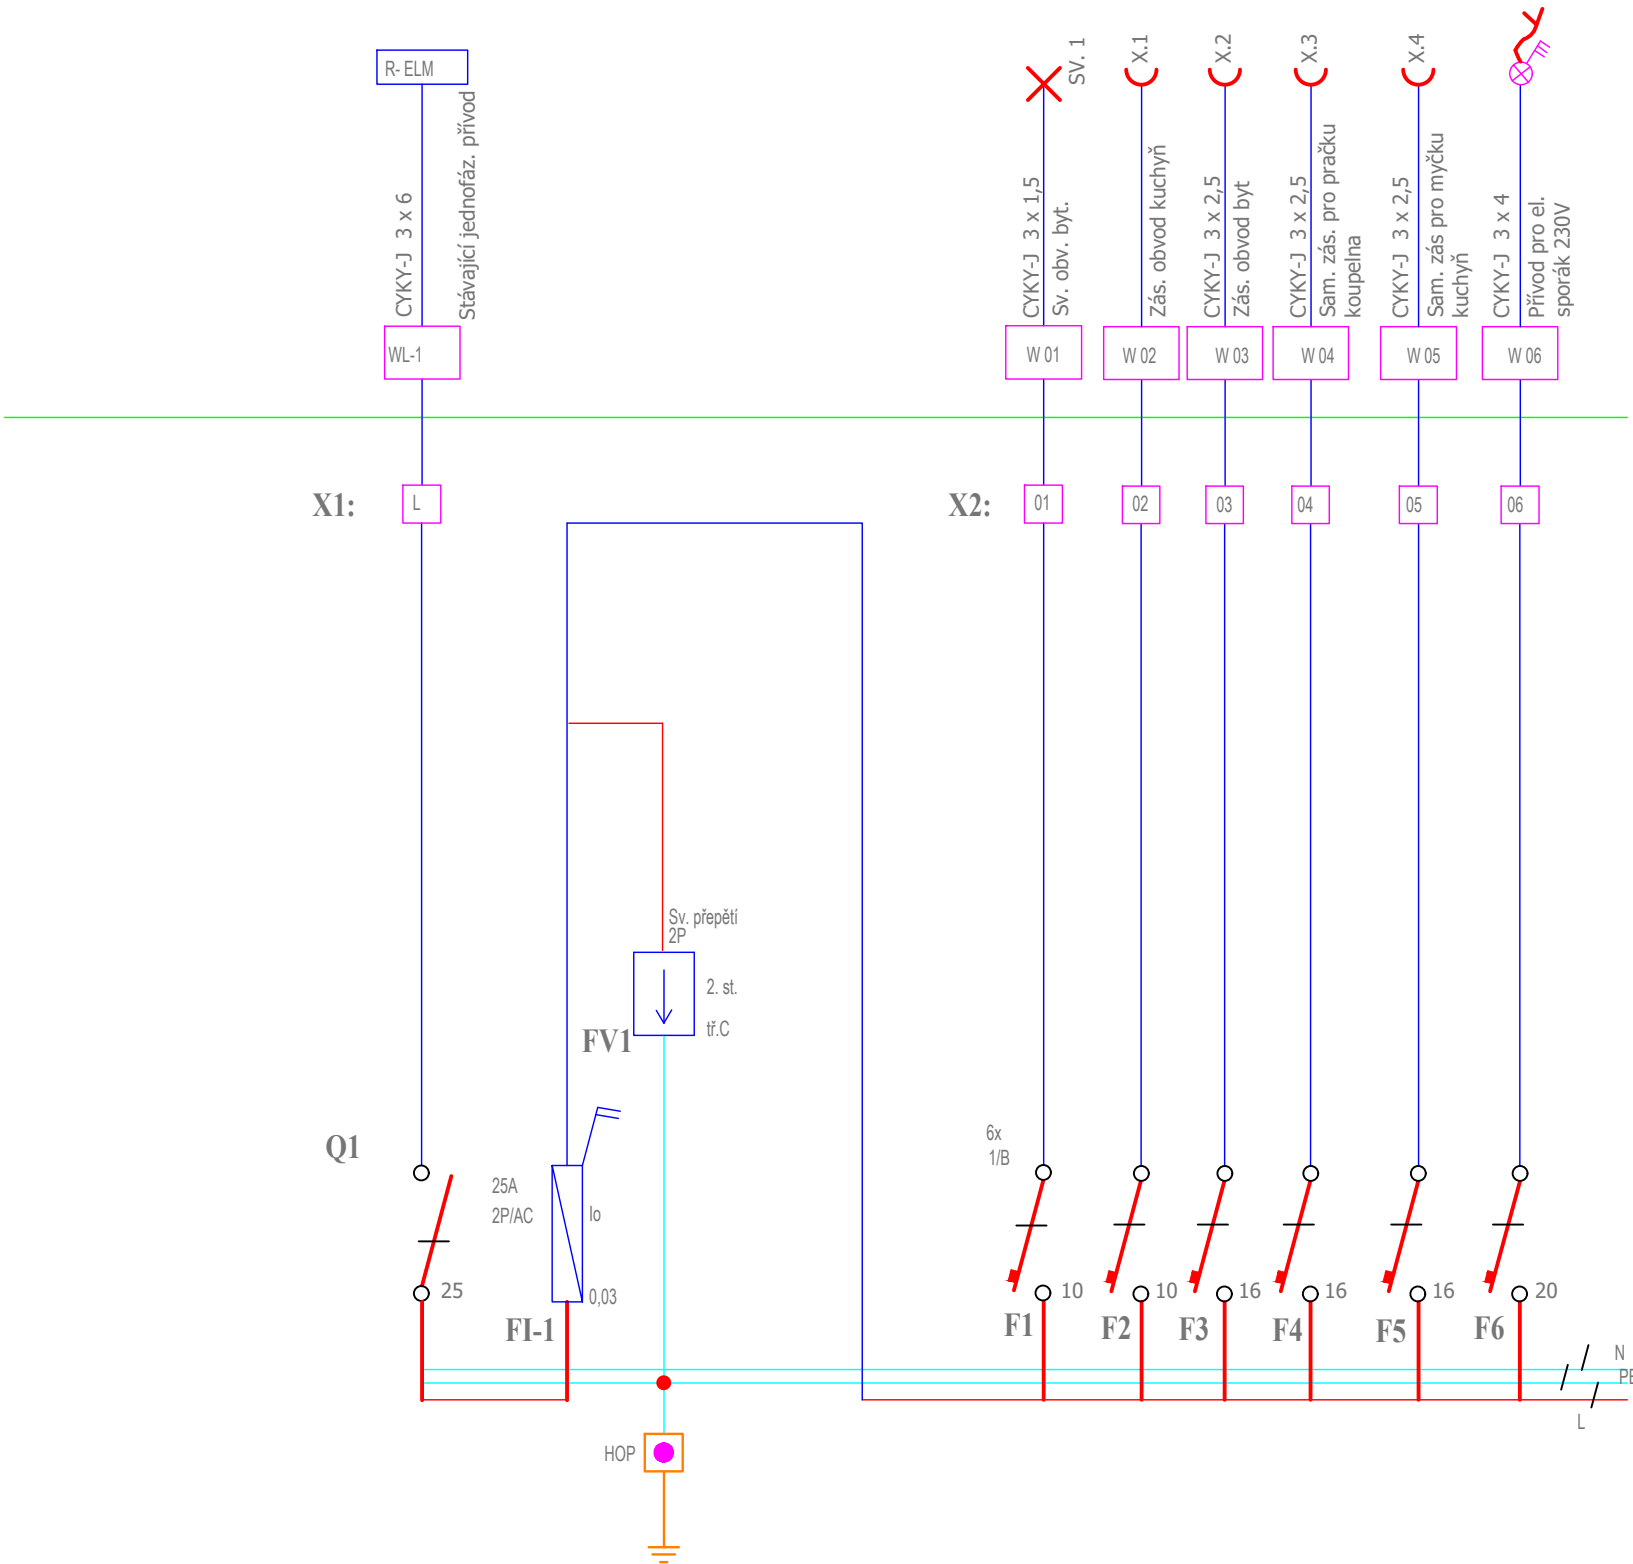 R- ELM
CYKY-J 3 x 6
Stávající jednofáz. přívod
WL-1
SV. 1
X.1
X.2
X.3
X.4
CYKY-J 3 x 1,5
Sv. obv. byt.
Zás. obvod kuchyň
CYKY-J 3 x 2,5
Zás. obvod byt
CYKY-J 3 x 2,5
Sam. zás. pro pračku
koupelna
CYKY-J 3 x 2,5
Sam. zás pro myčku
kuchyň
CYKY-J 3 x 4
Přívod pro el.
sporák 230V
W 01
W 02
W 03
W 04
W 05
W 06
X1:
L
X2:
01
02
03
04
05
06
Sv. přepětí
2P
2. st.
tř.C
FV1
Q1
25A
2P/AC
Io
0,03
25
FI-1
6x
1/B
10
10
16
16
16
20
F1
F2
F3
F4
F5
F6
N
PE
L
HOP